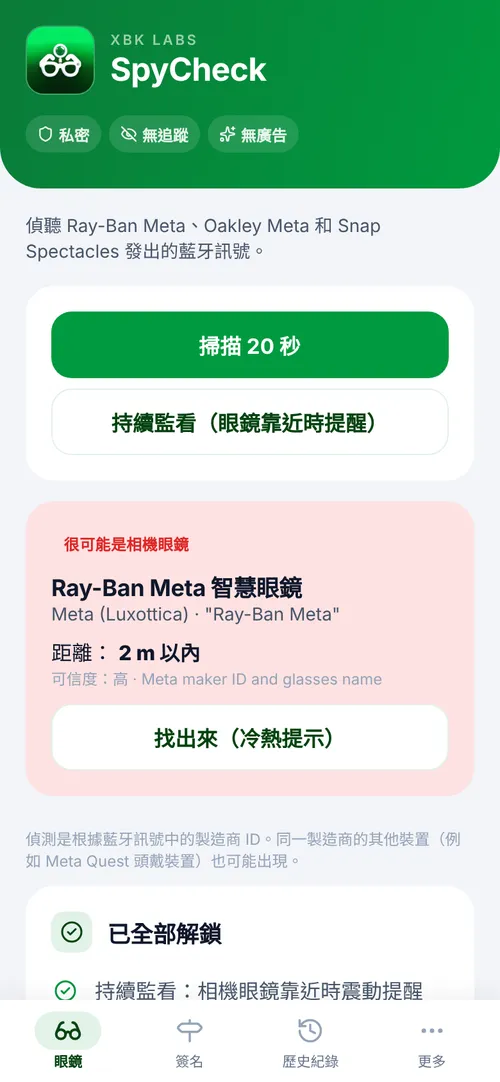 XBK LABS
SpyCheck
私密
無追蹤
無廣告
偵聽 Ray-Ban Meta、Oakley Meta 和 Snap
Spectacles 發出的藍牙訊號。
掃描 20 秒
持續監看（眼鏡靠近時提醒）
很可能是相機眼鏡
Ray-Ban Meta 智慧眼鏡
Meta (Luxottica) · "Ray-Ban Meta"
距離： 2 m 以內
可信度：高 · Meta maker ID and glasses name
找出來（冷熱提示）
偵測是根據藍牙訊號中的製造商 ID。同一製造商的其他裝置（例
如 Meta Quest 頭戴裝置）也可能出現。
已全部解鎖
持續監看：相機眼鏡靠近時震動提醒
眼鏡
簽名
歷史紀錄
更多